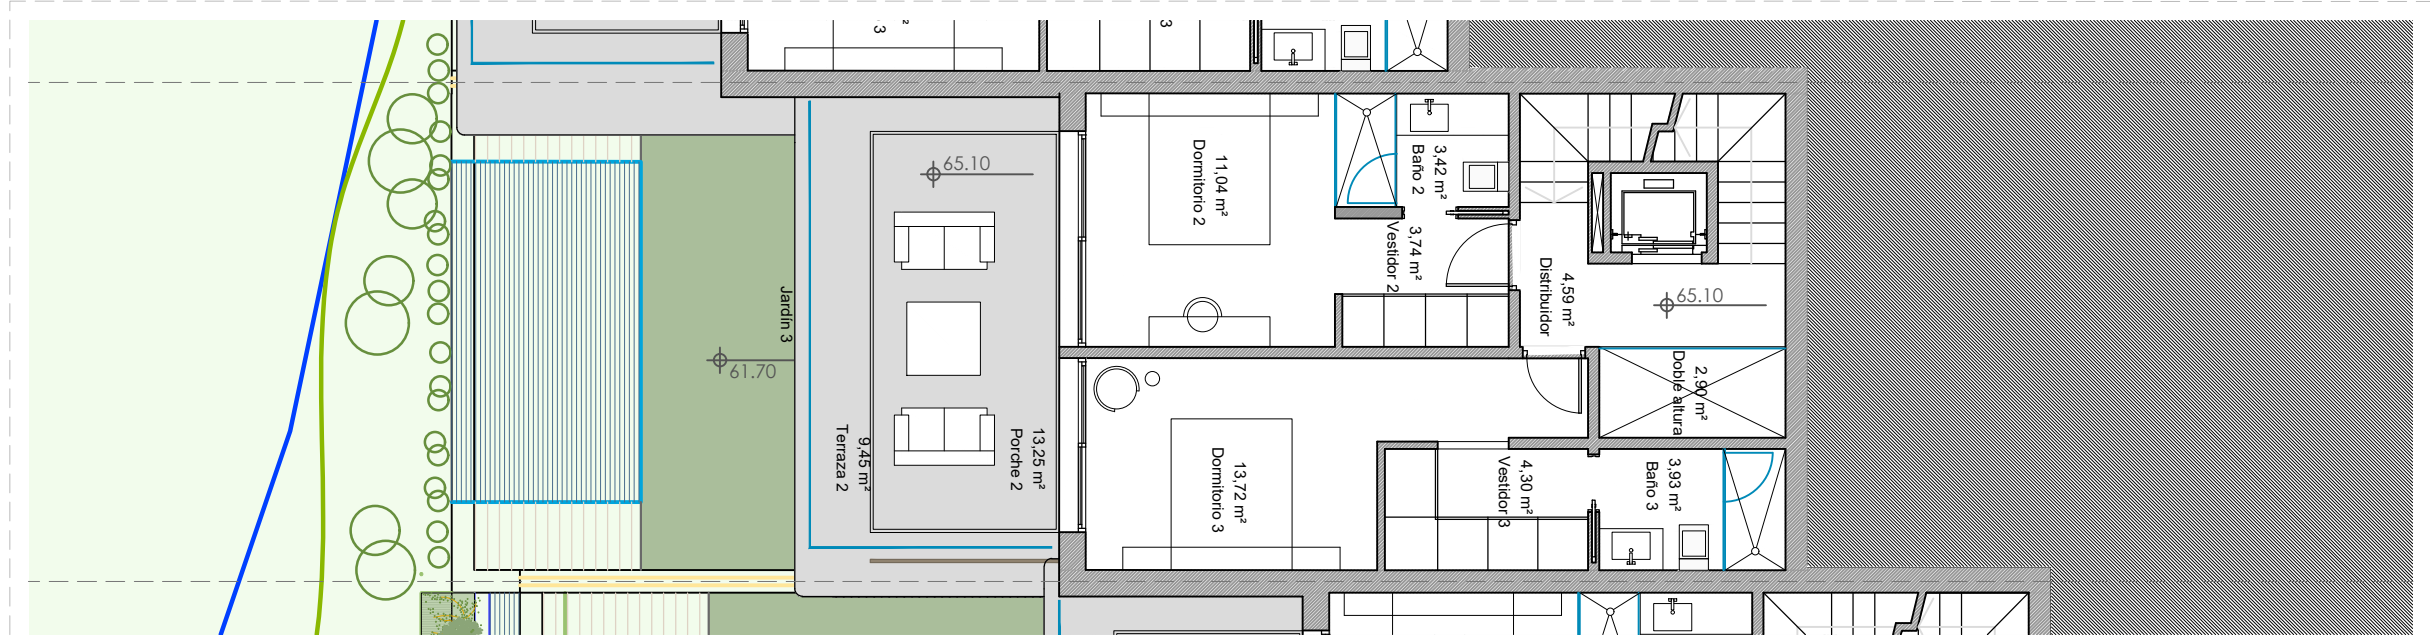 3
²
3
65.10
11,04 m²
Dormitorio 2
3,42 m²
Baño 2
3,74 m²
Vestidor 2
4,59 m²
Distribuidor
65.10
Jardín 3
61.70
2,90 m²
Doble altura
9,45 m²
Terraza 2
13,25 m²
Porche 2
13,72 m²
Dormitorio 3
4,30 m²
Vestidor 3
3,93 m²
Baño 3